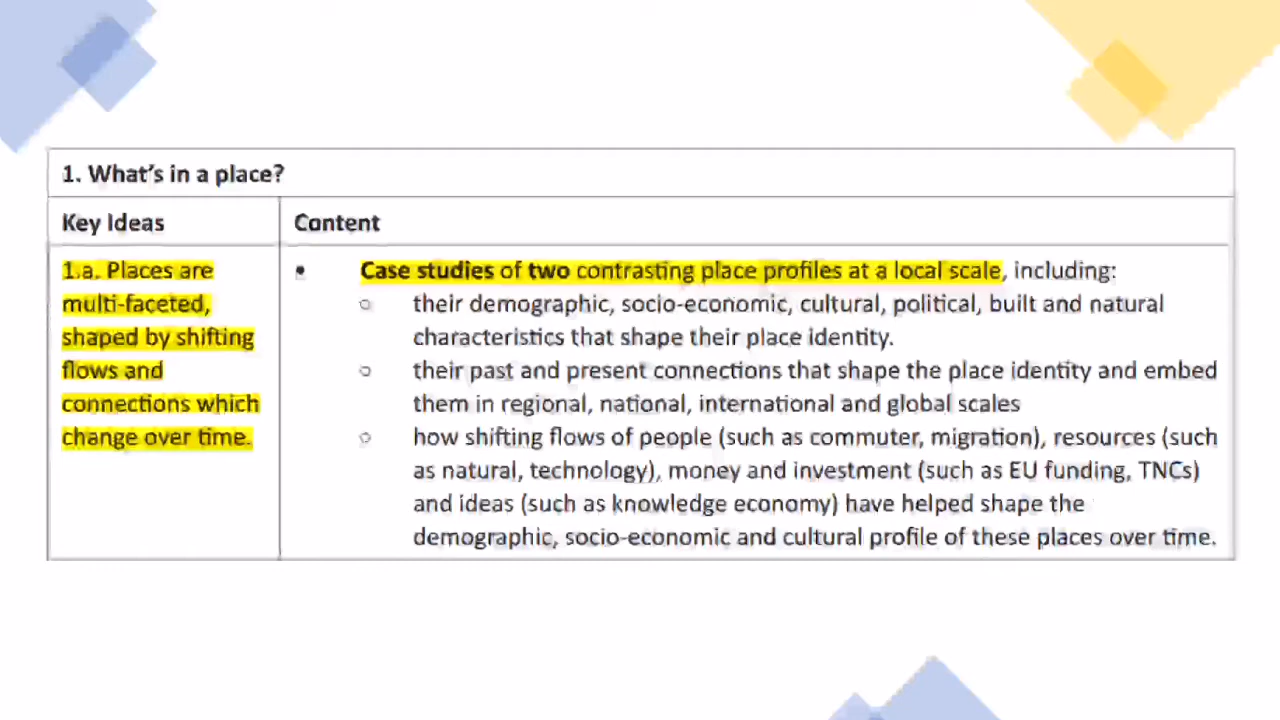 1. What's in a place?
Key Ideas
Content
1.a. Places are
multi-faceted,
shaped by shifting
flows and
connections which
change over time.
• Case studies of two contrasting place profiles at a local scale, including:
○ their demographic, socio-economic, cultural, political, built and natural
characteristics that shape their place identity.
○ their past and present connections that shape the place identity and embed
them in regional, national, international and global scales
○ how shifting flows of people (such as commuter, migration), resources (such
as natural, technology), money and investment (such as EU funding, TNCs)
and ideas (such as knowledge economy) have helped shape the
demographic, socio-economic and cultural profile of these places over time.